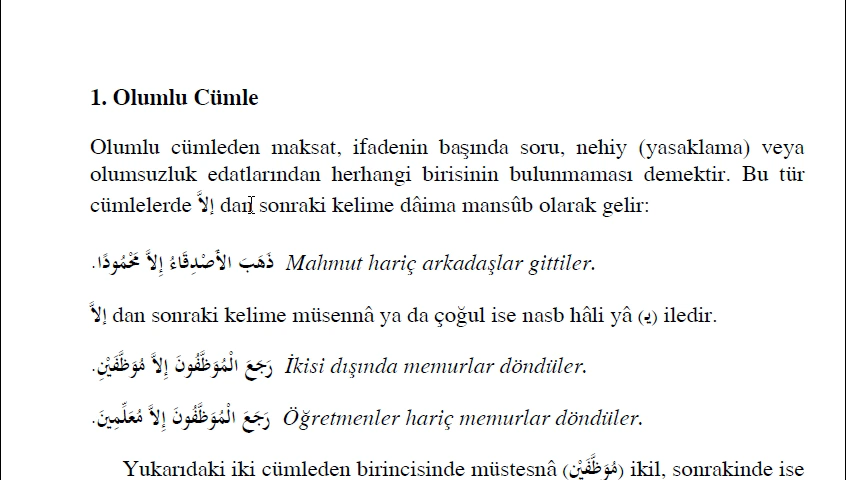 1. Olumlu Cümle
Olumlu cümleden maksat, ifadenin başında soru, nehiy (yasaklama) veya
olumsuzluk edatlarından herhangi birisinin bulunmaması demektir. Bu tür
cümlelerde إِلاَّ dan sonraki kelime dâima mansûb olarak gelir:
ذَهَبَ الأَصْدِقَاءُ إِلاَّ مَحْمُودًا. Mahmut hariç arkadaşlar gittiler.
إِلاَّ dan sonraki kelime müsennâ ya da çoğul ise nasb hâli yâ (ـيـ) iledir.
رَجَعَ الْمُوَظَّفُونَ إِلاَّ مُوَظَّفَيْنِ. İkisi dışında memurlar döndüler.
رَجَعَ الْمُوَظَّفُونَ إِلاَّ مُعَلِّمِينَ. Öğretmenler hariç memurlar döndüler.
Yukarıdaki iki cümleden birincisinde müstesnâ (مُوَظَّفَيْنِ) ikil, sonrakinde ise